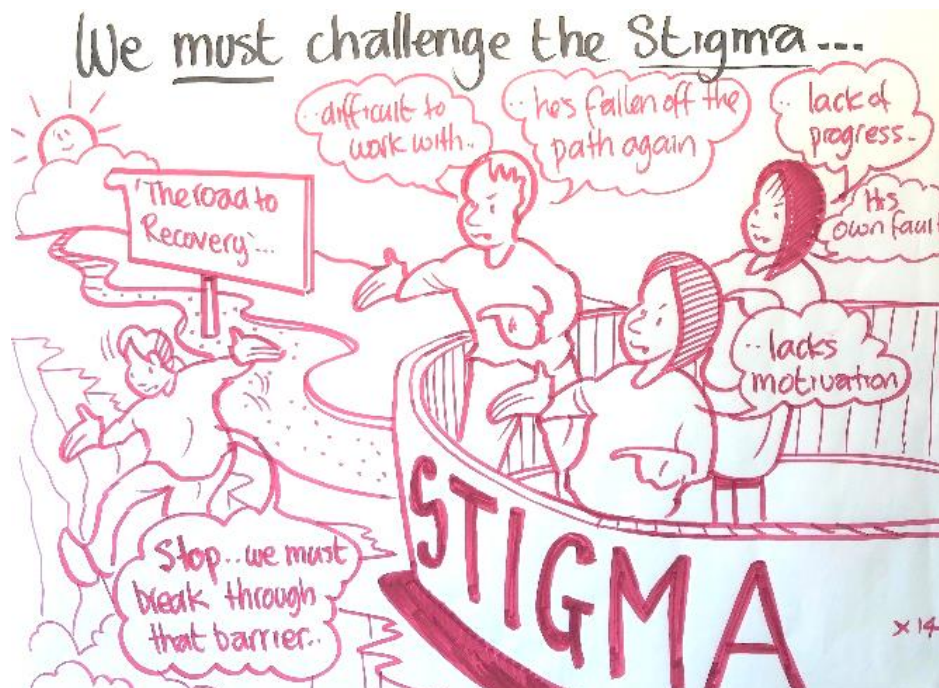 We must challenge the Stigma...
..difficult to
work with..
..he's fallen off the
path again
..lack of
progress..
His
own faul
'The road to
Recovery'...
..lacks
motivation
Stop..we must
break through
that barrier..
STIGMA
x 14